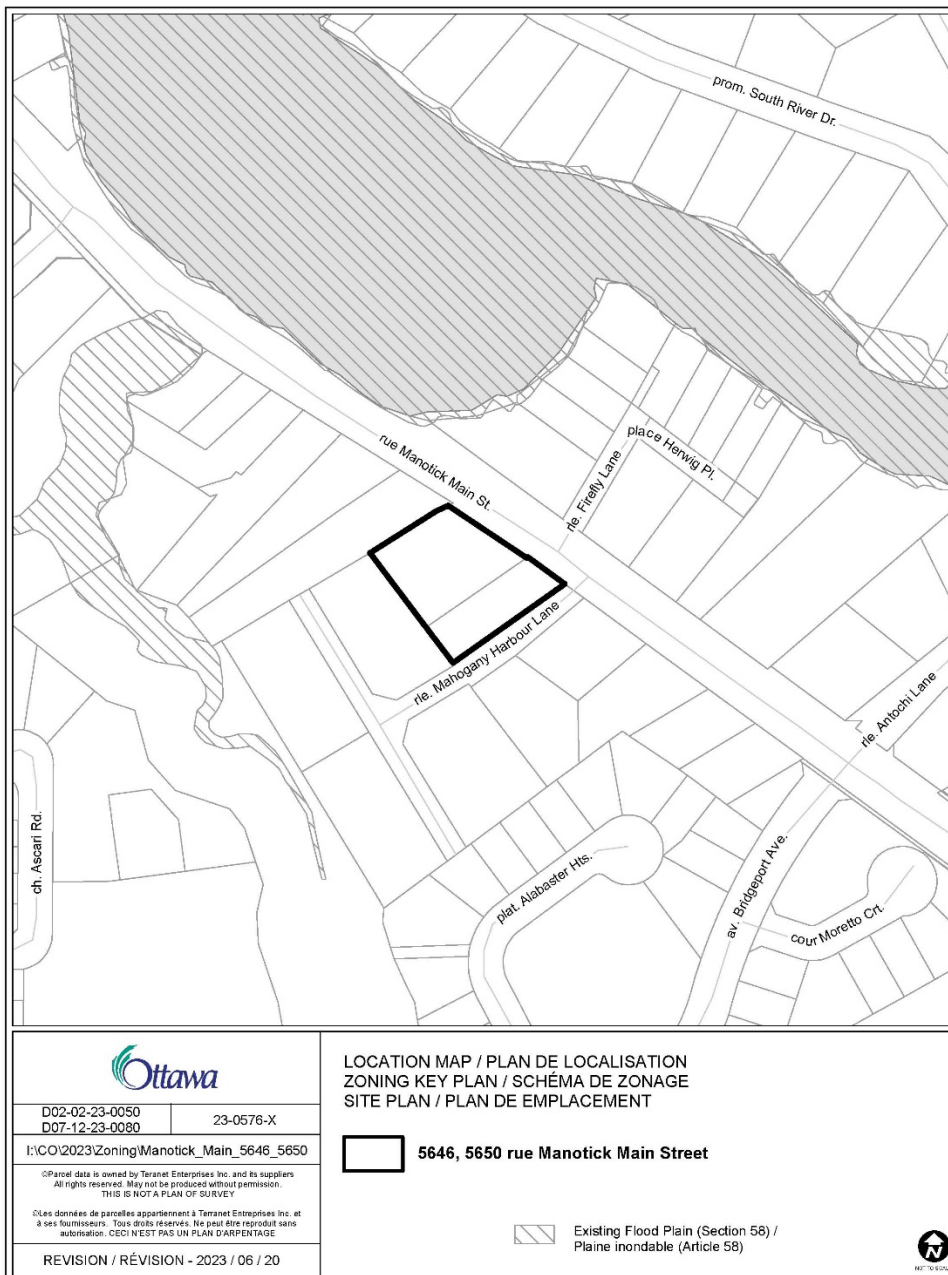 prom. South River Dr.
rue Manotick Main St.
place Herwig Pl.
rle. Firefly Lane
rle. Mahogany Harbour Lane
rle. Antochi Lane
ch. Ascari Rd.
plat. Alabaster Hts.
av. Bridgeport Ave.
cour Moretto Crt.
Ottawa
D02-02-23-0050
D07-12-23-0080
23-0576-X
I:\CO\2023\Zoning\Manotick_Main_5646_5650
©Parcel data is owned by Teranet Enterprises Inc. and its suppliers
All rights reserved. May not be produced without permission.
THIS IS NOT A PLAN OF SURVEY
©Les données de parcelles appartiennent à Terranet Entreprises Inc. et
à ses fournisseurs. Tous droits réservés. Ne peut être reproduit sans
autorisation. CECI N'EST PAS UN PLAN D'ARPENTAGE
REVISION / RÉVISION - 2023 / 06 / 20
LOCATION MAP / PLAN DE LOCALISATION
ZONING KEY PLAN / SCHÉMA DE ZONAGE
SITE PLAN / PLAN DE EMPLACEMENT
5646, 5650 rue Manotick Main Street
Existing Flood Plain (Section 58) /
Plaine inondable (Article 58)
N
NOT TO SCALE